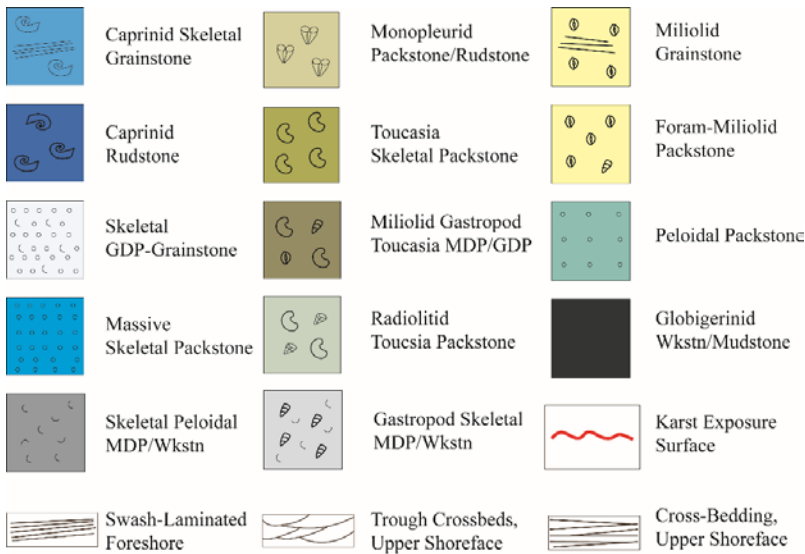 Caprinid Skeletal
Grainstone
Monopleurid
Packstone/Rudstone
Miliolid
Grainstone
Caprinid
Rudstone
Toucasia
Skeletal Packstone
Foram-Miliolid
Packstone
Skeletal
GDP-Grainstone
Miliolid Gastropod
Toucasia MDP/GDP
Peloidal Packstone
Massive
Skeletal Packstone
Radiolitid
Toucsia Packstone
Globigerinid
Wkstn/Mudstone
Skeletal Peloidal
MDP/Wkstn
Gastropod Skeletal
MDP/Wkstn
Karst Exposure
Surface
Swash-Laminated
Foreshore
Trough Crossbeds,
Upper Shoreface
Cross-Bedding,
Upper Shoreface